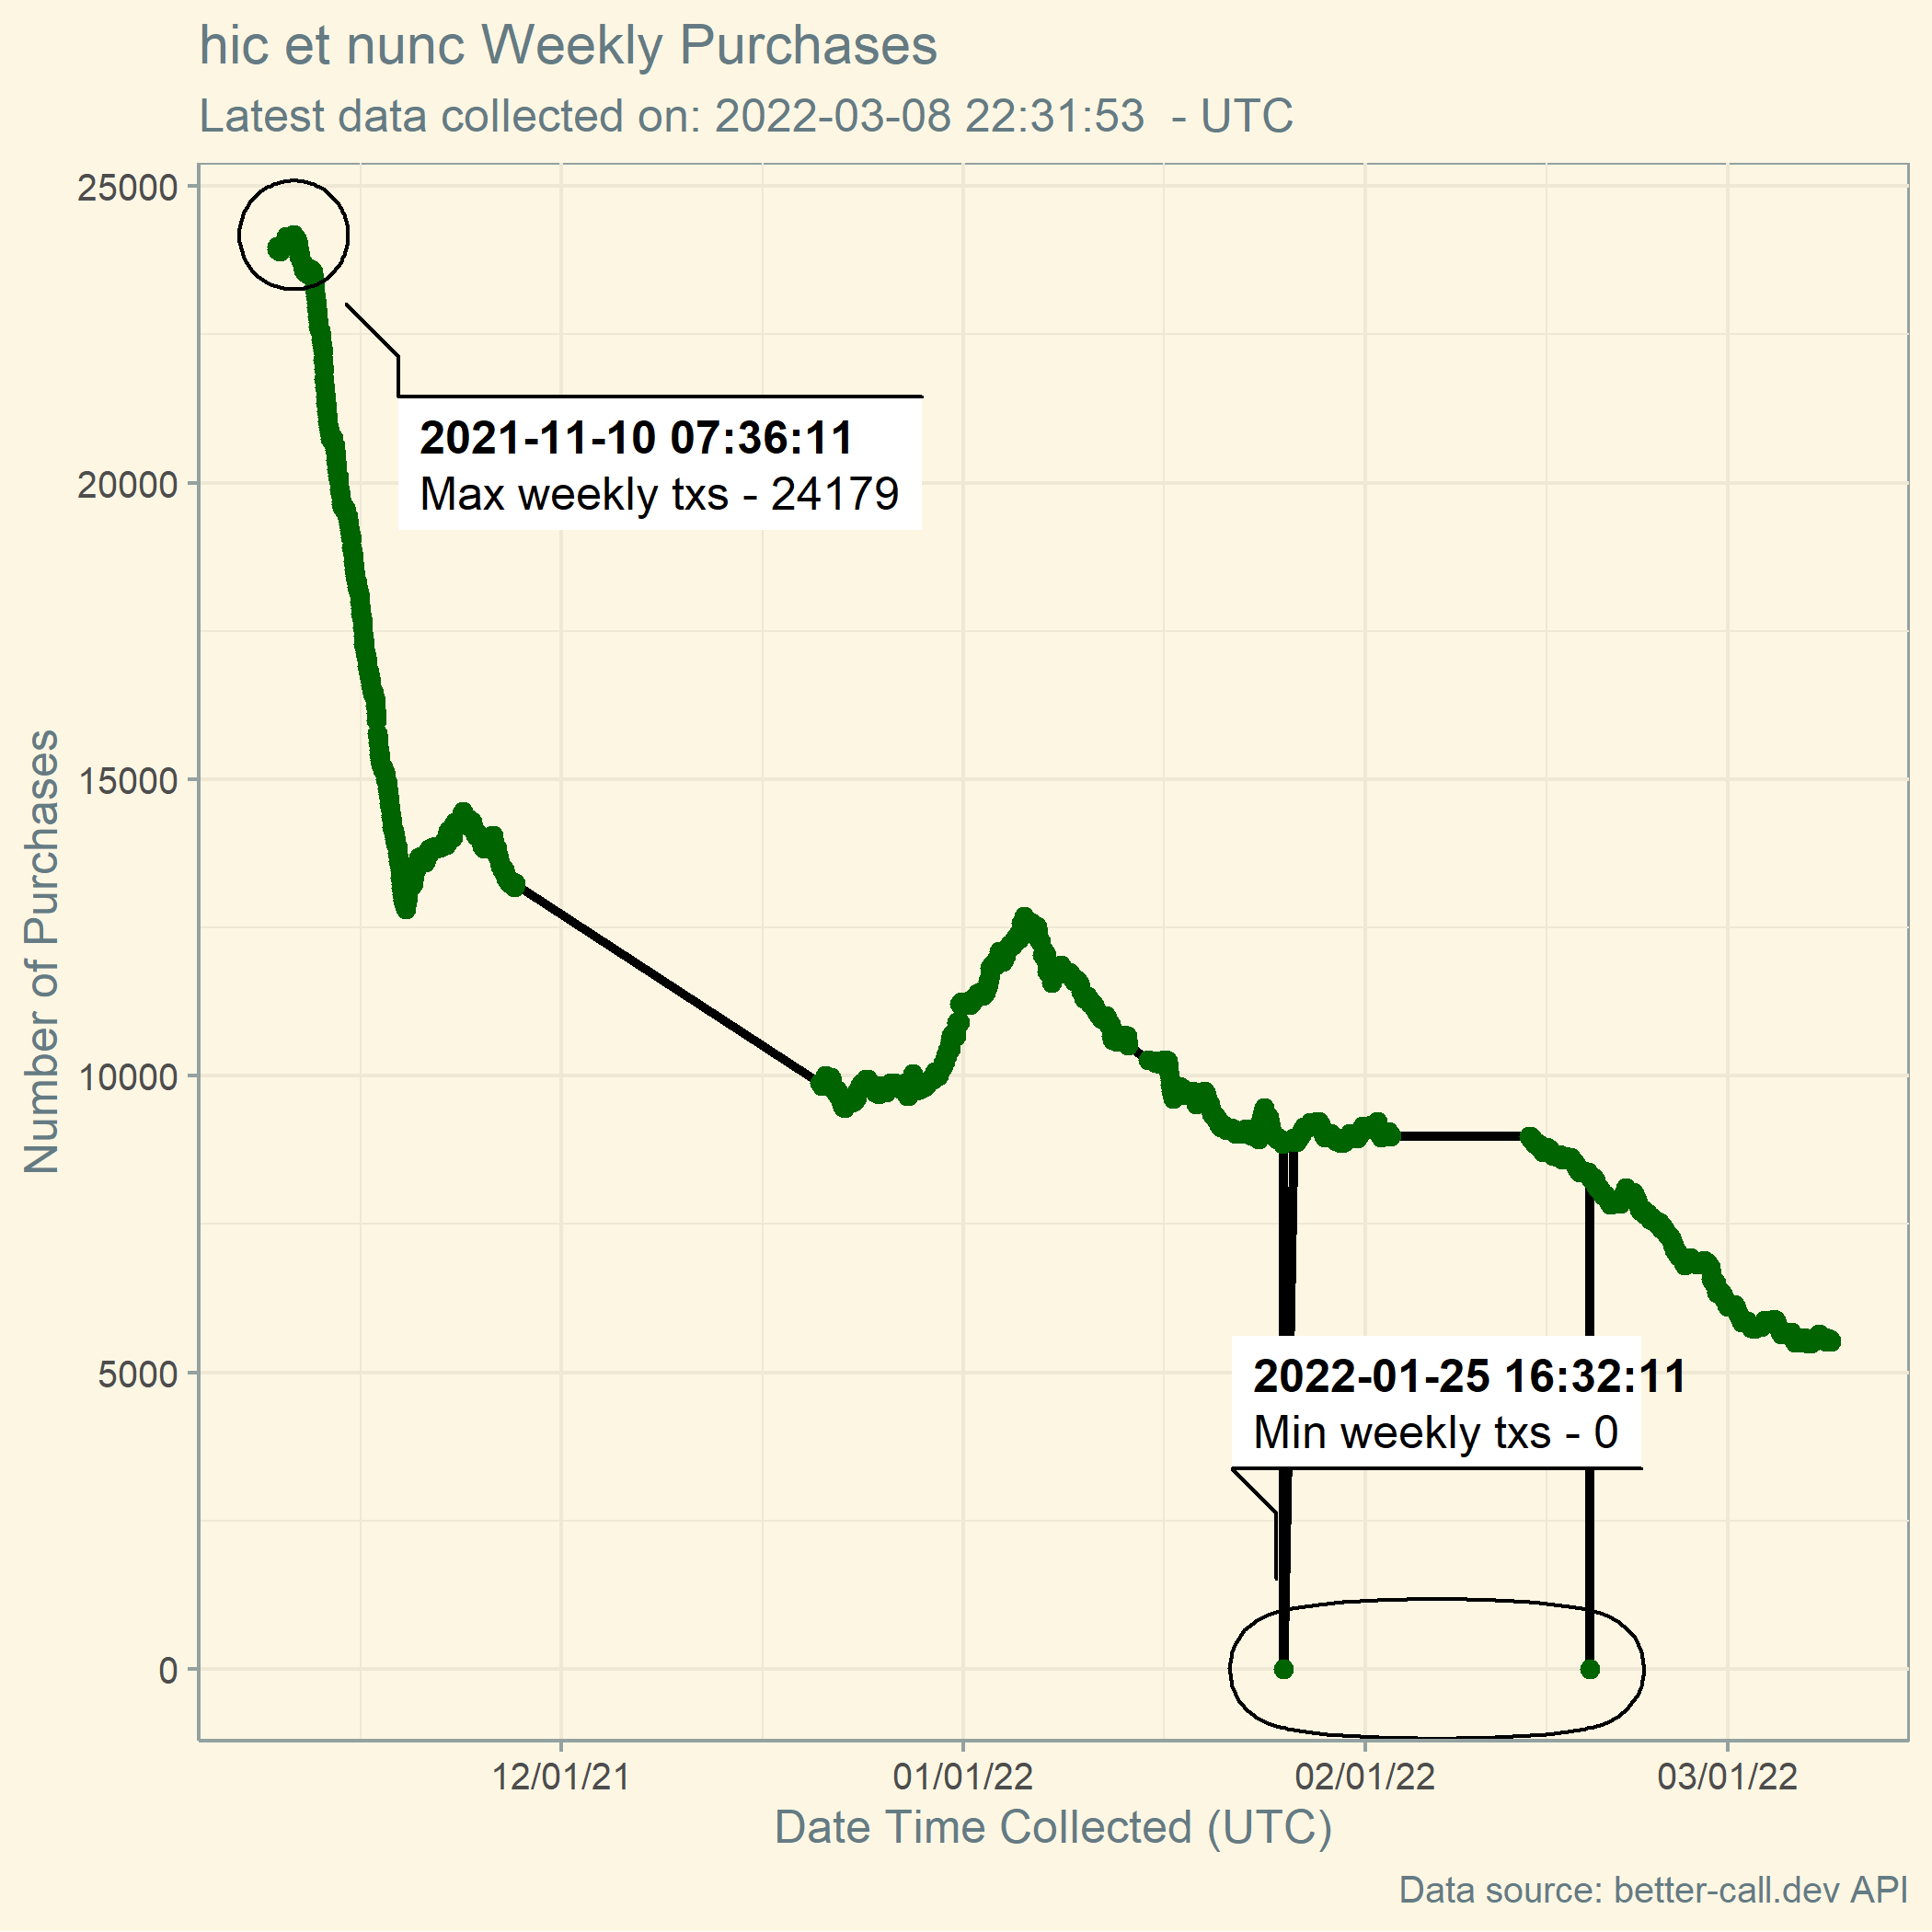 hic et nunc Weekly Purchases
Latest data collected on: 2022-03-08 22:31:53  - UTC
Number of Purchases
25000
20000
15000
10000
5000
0
2021-11-10 07:36:11
Max weekly txs - 24179
2022-01-25 16:32:11
Min weekly txs - 0
12/01/21
01/01/22
02/01/22
03/01/22
Date Time Collected (UTC)
Data source: better-call.dev API